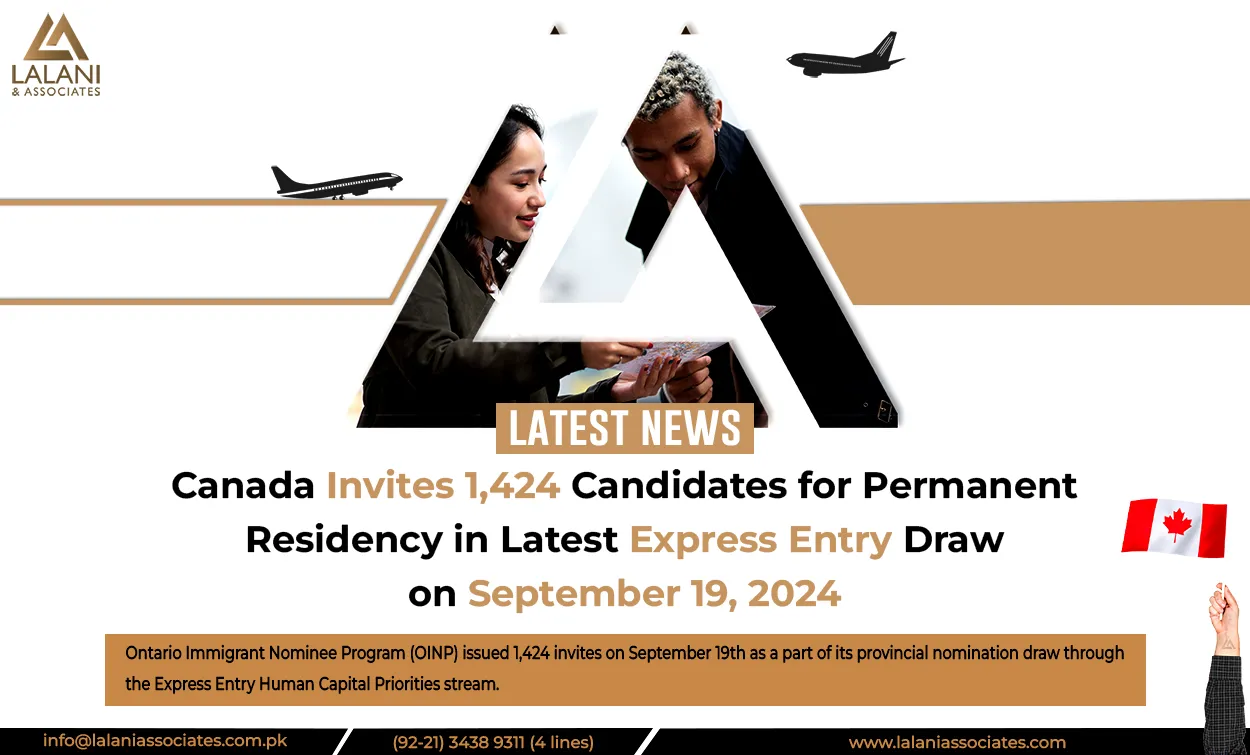 LALANI
& ASSOCIATES
LATEST NEWS
Canada Invites 1,424 Candidates for Permanent
Residency in Latest Express Entry Draw
on September 19, 2024
Ontario Immigrant Nominee Program (OINP) issued 1,424 invites on September 19th as a part of its provincial nomination draw through
the Express Entry Human Capital Priorities stream.
info@lalaniassociates.com.pk
(92-21) 3438 9311 (4 lines)
www.lalaniassociates.com